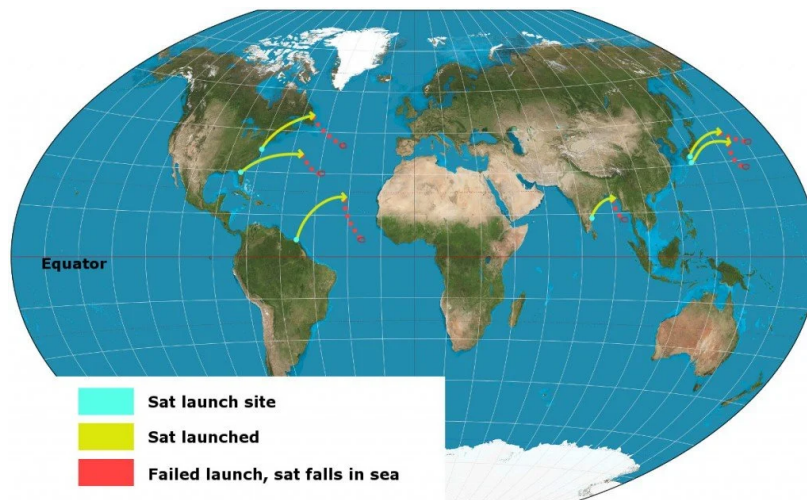 Equator
Sat launch site
Sat launched
Failed launch, sat falls in sea